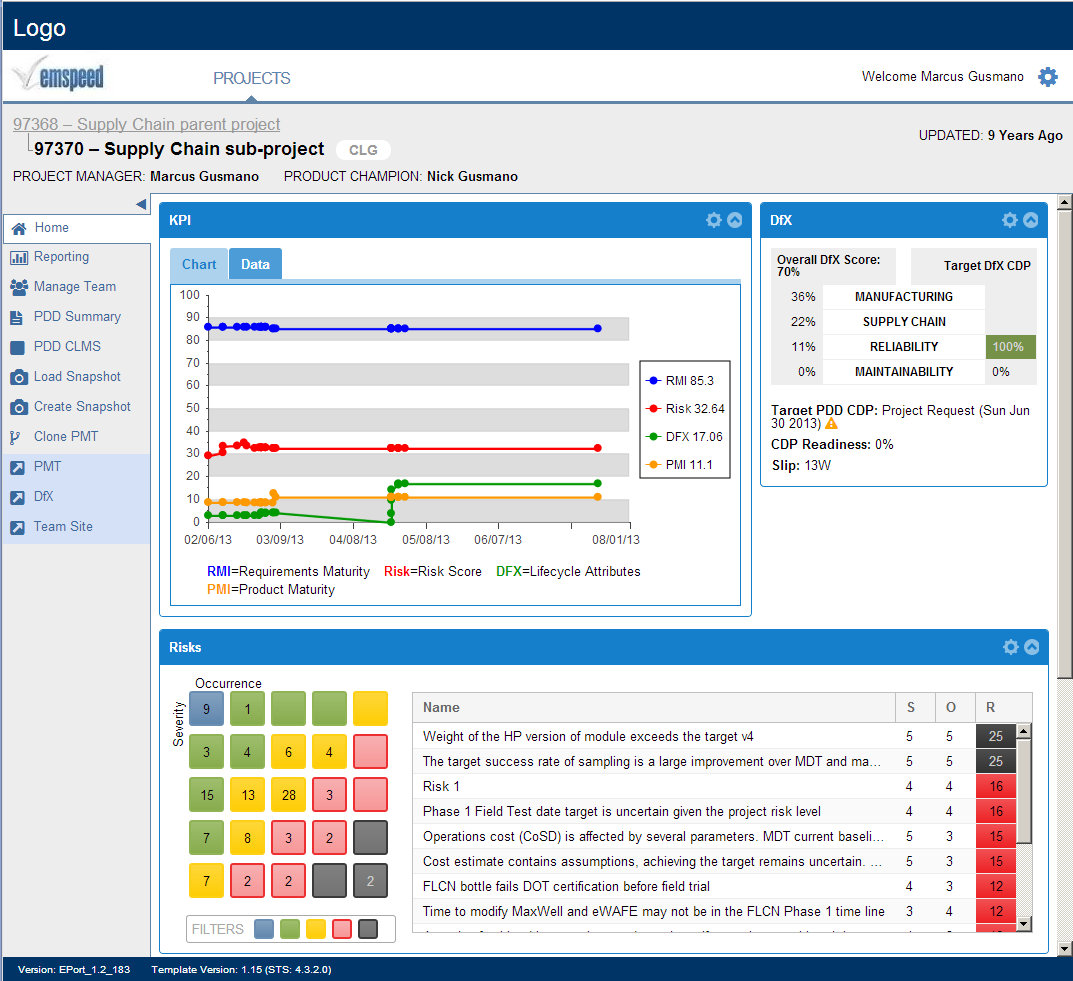 Logo
emspeed
PROJECTS
Welcome Marcus Gusmano
97368 – Supply Chain parent project
97370 – Supply Chain sub-project CLG
UPDATED: 9 Years Ago
PROJECT MANAGER: Marcus Gusmano PRODUCT CHAMPION: Nick Gusmano
Home
Reporting
Manage Team
PDD Summary
PDD CLMS
Load Snapshot
Create Snapshot
Clone PMT
PMT
DfX
Team Site
KPI
Chart Data
100
90
80
70
60
50
40
30
20
10
0
02/06/13 03/09/13 04/08/13 05/08/13 06/07/13 08/01/13
RMI 85.3
Risk 32.64
DFX 17.06
PMI 11.1
RMI=Requirements Maturity Risk=Risk Score DFX=Lifecycle Attributes
PMI=Product Maturity
DfX
Overall DfX Score:
70%
Target DfX CDP
36% MANUFACTURING
22% SUPPLY CHAIN
11% RELIABILITY 100%
0% MAINTAINABILITY 0%
Target PDD CDP: Project Request (Sun Jun
30 2013)
CDP Readiness: 0%
Slip: 13W
Risks
Occurrence
Severity
9 1
3 4 6 4
15 13 28 3
7 8 3 2
7 2 2 2
FILTERS
Name S O R
Weight of the HP version of module exceeds the target v4 5 5 25
The target success rate of sampling is a large improvement over MDT and ma... 5 5 25
Risk 1 4 4 16
Phase 1 Field Test date target is uncertain given the project risk level 4 4 16
Operations cost (CoSD) is affected by several parameters. MDT current baseli... 5 3 15
Cost estimate contains assumptions, achieving the target remains uncertain. ... 5 3 15
FLCN bottle fails DOT certification before field trial 4 3 12
Time to modify MaxWell and eWAFE may not be in the FLCN Phase 1 time line 3 4 12
Version: EPort_1.2_183 Template Version: 1.15 (STS: 4.3.2.0)